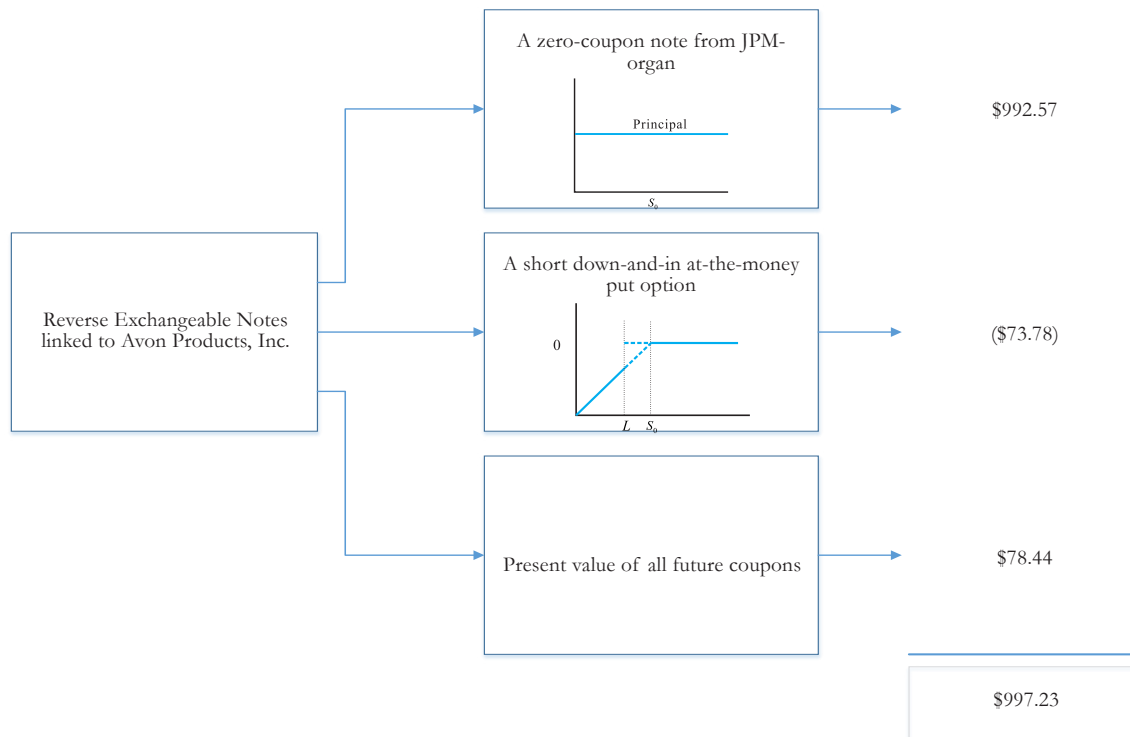 A zero-coupon note from JPM-
organ
Principal
S₀
$992.57
Reverse Exchangeable Notes
linked to Avon Products, Inc.
A short down-and-in at-the-money
put option
0
L S₀
($73.78)
Present value of all future coupons
$78.44
$997.23